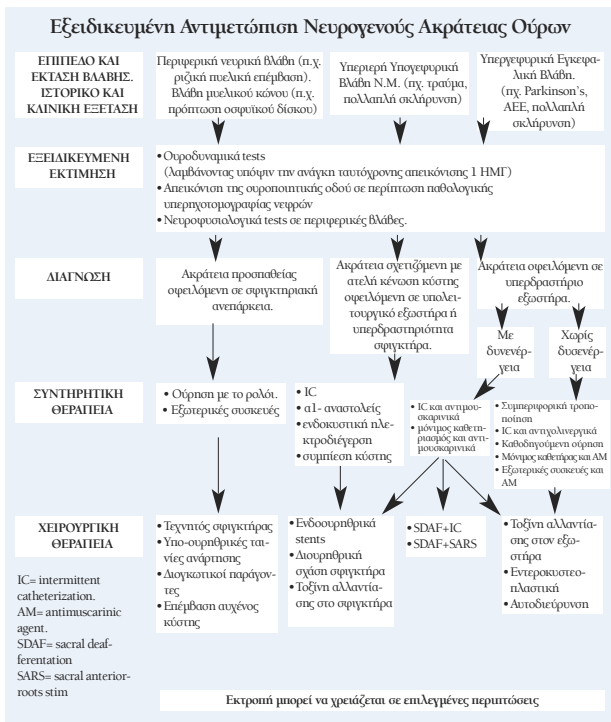 Εξειδικευμένη Αντιμετώπιση Νευρογενούς Ακράτειας Ούρων
ΕΠΙΠΕΔΟ ΚΑΙ
ΕΚΤΑΣΗ ΒΛΑΒΗΣ.
ΙΣΤΟΡΙΚΟ ΚΑΙ
ΚΛΙΝΙΚΗ ΕΞΕΤΑΣΗ
Περιφερική νευρική βλάβη (π.χ.
ριζική πυελική επέμβαση).
Βλάβη μυελικού κώνου (π.χ.
πρόπτωση οσφυϊκού δίσκου)
Υπεριερή Υπογεφυρική
Βλάβη Ν.Μ. (πχ. τραύμα,
πολλαπλή σκλήρυνση)
Υπεργεφυρική Εγκεφα-
λική Βλάβη.
(πχ. Parkinson's,
ΑΕΕ, πολλαπλή
σκλήρυνση)
ΕΞΕΙΔΙΚΕΥΜΕΝΗ
ΕΚΤΙΜΗΣΗ
• Ουροδυναμικά tests
(λαμβάνοντας υπόψιν την ανάγκη ταυτόχρονης απεικόνισης 1 ΗΜΓ)
• Απεικόνιση της ουροποιητικής οδού σε περίπτωση παθολογικής
υπερηχοτομογραφίας νεφρών
• Νευροφυσιολογικά tests σε περιφερικές βλάβες.
ΔΙΑΓΝΩΣΗ
Ακράτεια προσπαθείας
οφειλόμενη σε σφιγκτηριακή
ανεπάρκεια.
Ακράτεια σχετιζόμενη με
ατελή κένωση κύστης
οφειλόμενη σε υπολει-
τουργικό εξωστήρα ή
υπερδραστηριότητα
σφιγκτήρα.
Ακράτεια οφειλόμενη σε
υπερδραστήριο
εξωστήρα.
Με
δυνενέρ-
γεια
Χωρίς
δυσενέρ-
γεια
ΣΥΝΤΗΡΗΤΙΚΗ
ΘΕΡΑΠΕΙΑ
• Ούρηση με το ρολόι.
• Εξωτερικές συσκευές
• IC
• α1- αναστολείς
• ενδοκυστική ηλε-
κτροδιέγερση
• συμπίεση κύστης
• IC και αντιμου-
σκαρινικά
• μόνιμος καθετη-
ριασμός και αντι-
μουσκαρινικά
• Συμπεριφορική τροπο-
ποίηση
• IC και αντιχολινεργικά
• Καθοδηγούμενη ούρηση
• Μόνιμος καθετήρας και ΑΜ
• Εξωτερικές συσκευές και
ΑΜ
ΧΕΙΡΟΥΡΓΙΚΗ
ΘΕΡΑΠΕΙΑ
• Τεχνητός σφιγκτήρας
• Υπο-ουρηθρικές ται-
νίες ανάρτησης
• Διογκωτικοί παράγον-
τες
• Επέμβαση αυχένος
κύστης
• Ενδοουρηθρικά
stents
• Διουρηθρική
σχάση σφιγκτήρα
• Τοξίνη αλλαντία-
σης στο σφιγκτήρα
• SDAF+IC
• SDAF+SARS
• Τοξίνη αλλαντία-
σης στον εξω-
στήρα
• Εντεροκυστεο-
πλαστική
• Αυτοδιεύρυνση
IC= intermittent
catheterization.
AM= antimuscarinic
agent.
SDAF= sacral deaf-
ferentation
SARS= sacral anterior-
roots stim
Εκτροπή μπορεί να χρειάζεται σε επιλεγμένες περιπτώσεις